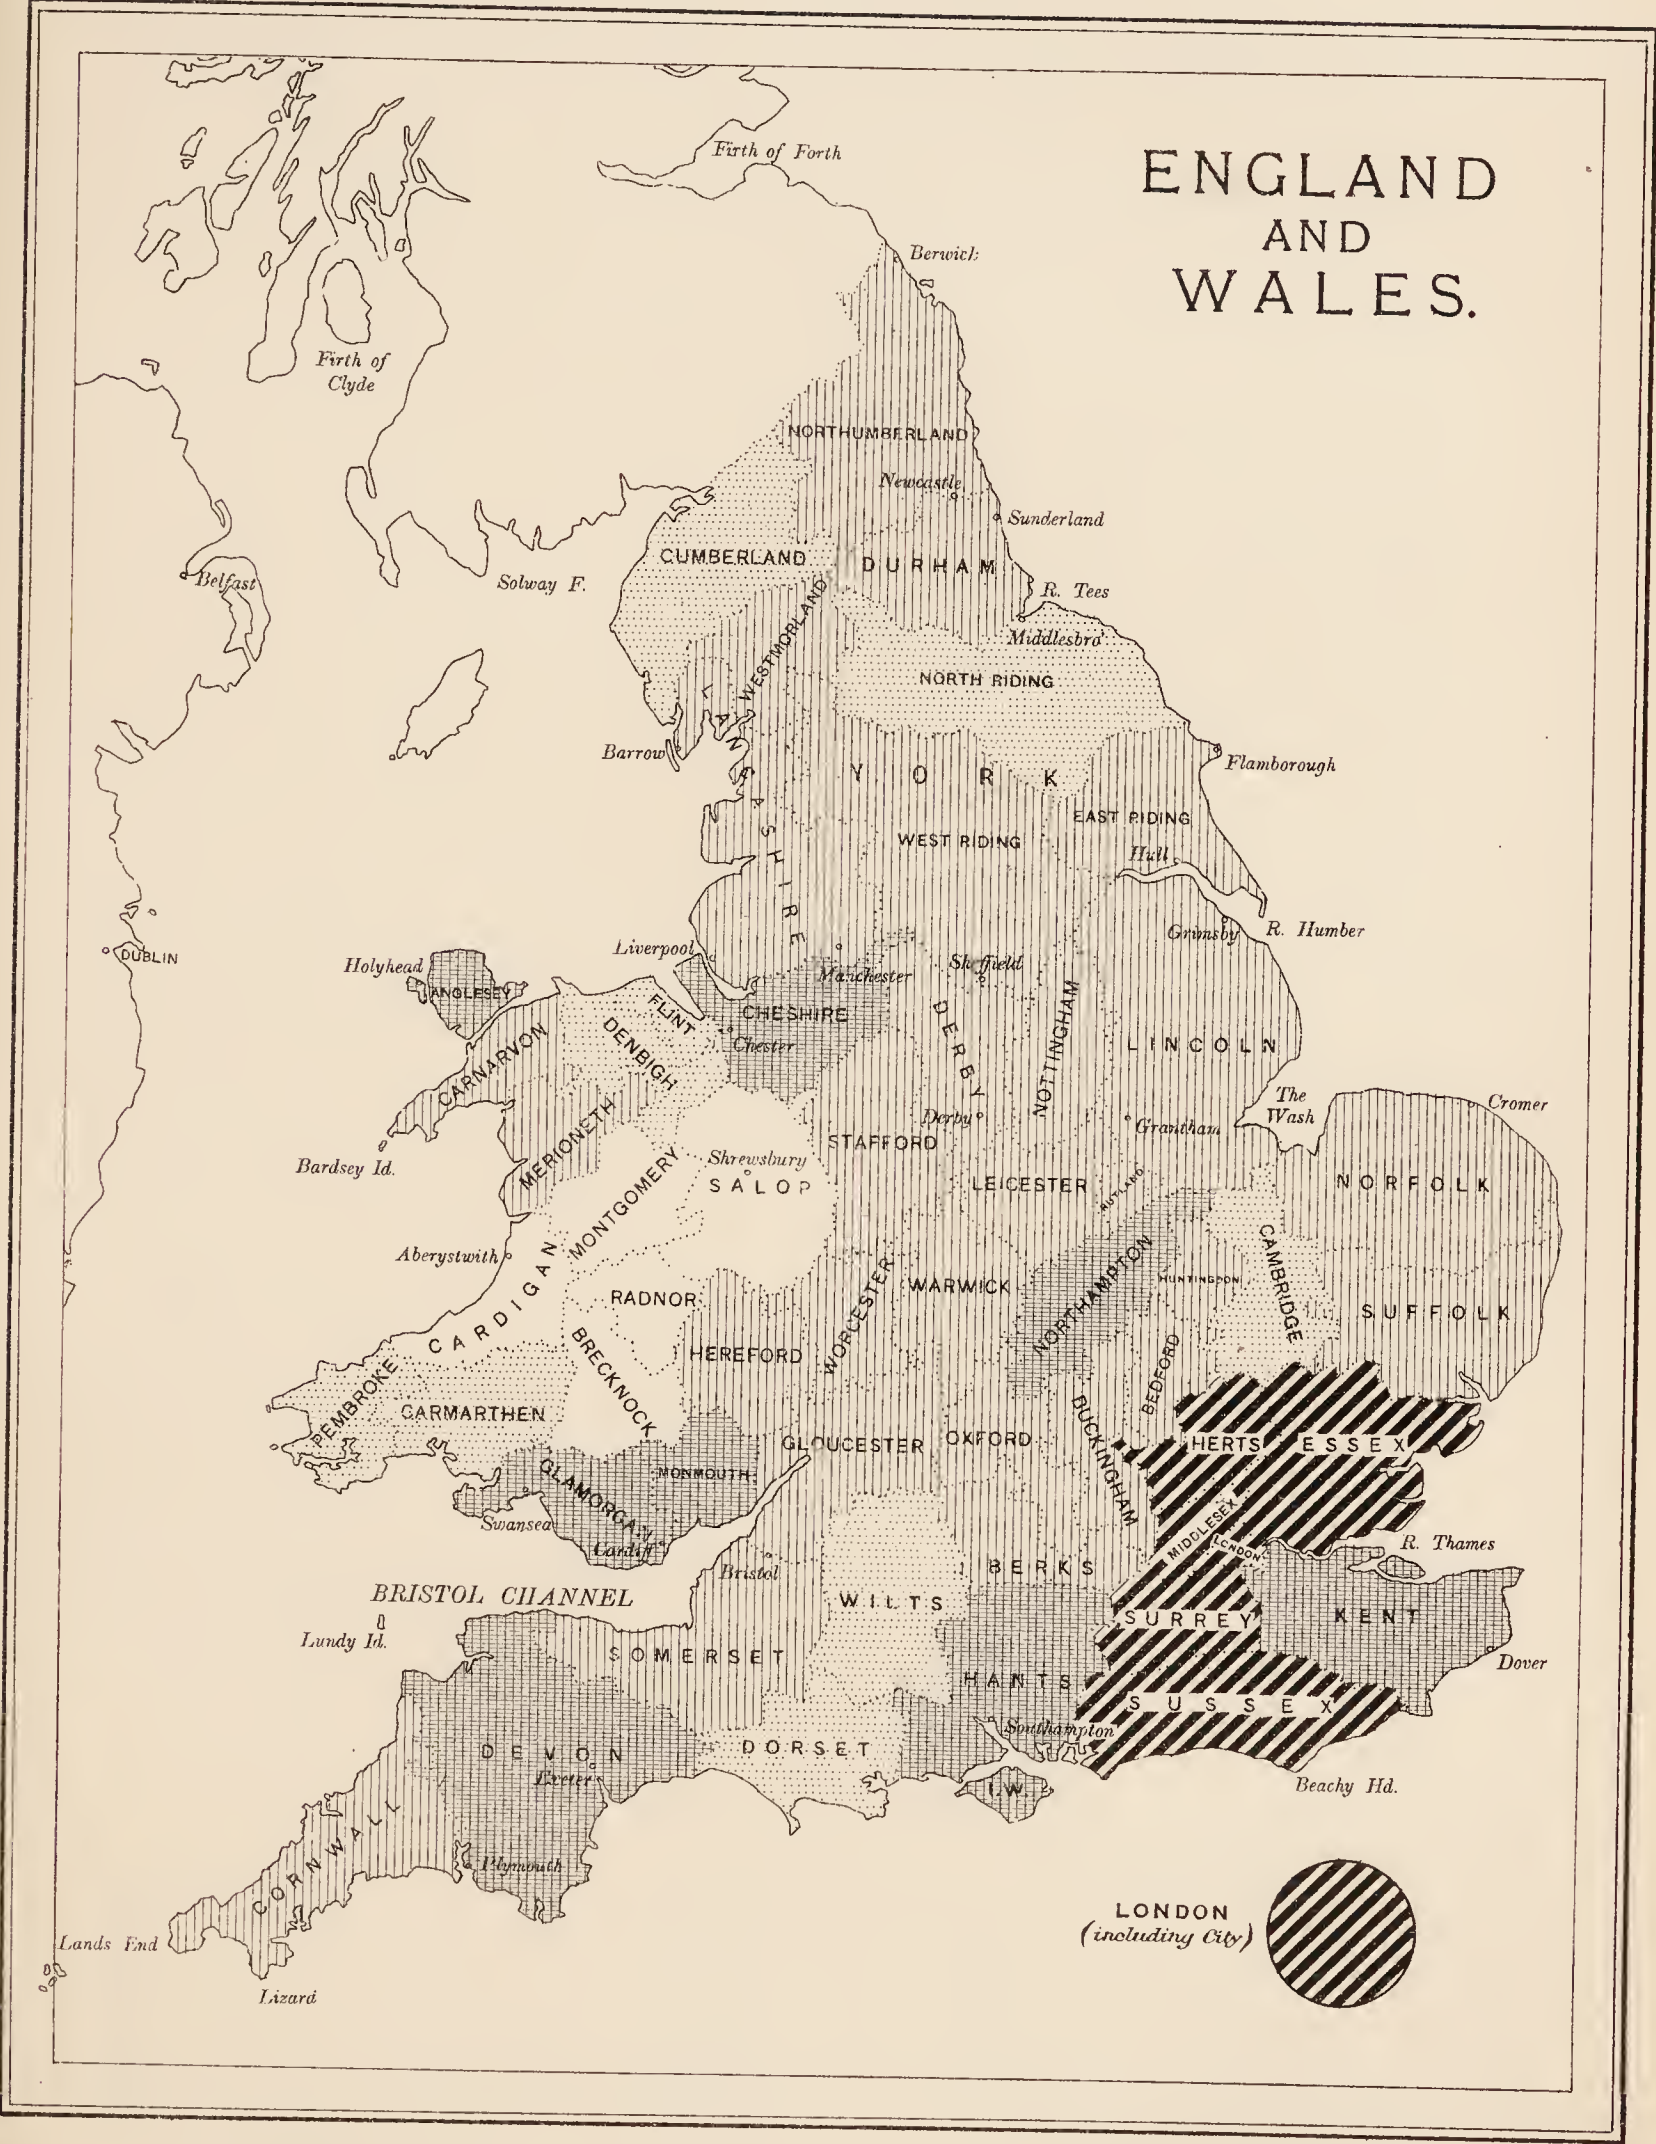 ENGLAND
AND
WALES.
Firth of Forth
Berwick
Firth of
Clyde
NORTHUMBERLAND
Newcastle
Sunderland
CUMBERLAND
DURHAM
Belfast
Solway F.
R. Tees
WESTMORLAND
Middlesbro'
NORTH RIDING
LANCASHIRE
Barrow
Flamborough
YORK
EAST RIDING
WEST RIDING
Hull
Grimsby
R. Humber
DUBLIN
Liverpool
Holyhead
Manchester
Sheffield
ANGLESEY
FLINT
CHESHIRE
DERBY
NOTTINGHAM
CARNARVON
DENBIGH
Chester
LINCOLN
The
Wash
Cromer
MERIONETH
Derby
Grantham
STAFFORD
Bardsey Id.
Shrewsbury
SALOP
LEICESTER
RUTLAND
NORFOLK
MONTGOMERY
Aberystwith
CARDIGAN
WORCESTER
WARWICK
NORTHAMPTON
HUNTINGDON
CAMBRIDGE
RADNOR
SUFFOLK
BRECKNOCK
HEREFORD
BEDFORD
PEMBROKE
CARMARTHEN
BUCKINGHAM
GLOUCESTER
OXFORD
HERTS
ESSEX
GLAMORGAN
MONMOUTH
Swansea
Cardiff
MIDDLESEX
LONDON
R. Thames
Bristol
BERKS
BRISTOL CHANNEL
WILTS
SURREY
KENT
Lundy Id.
SOMERSET
HANTS
Dover
SUSSEX
Southampton
DEVON
DORSET
Exeter
I.W.
Beachy Hd.
CORNWALL
Plymouth
LONDON
(including City)
Lands End
Lizard